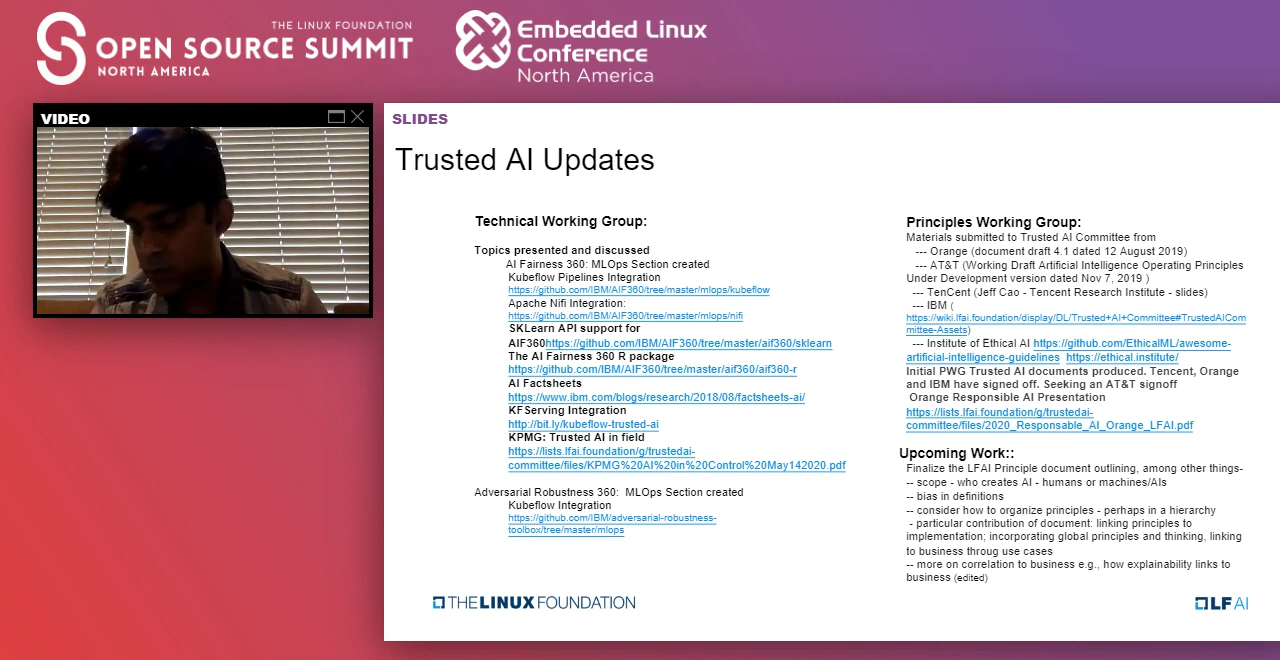 THE LINUX FOUNDATION
OPEN SOURCE SUMMIT
NORTH AMERICA
Embedded Linux
Conference
North America
VIDEO
SLIDES
Trusted AI Updates
Technical Working Group:
Topics presented and discussed
AI Fairness 360: MLOps Section created
Kubeflow Pipelines Integration
https://github.com/IBM/AIF360/tree/master/mlops/kubeflow
Apache Nifi Integration:
https://github.com/IBM/AIF360/tree/master/mlops/nifi
SKLearn API support for
AIF360https://github.com/IBM/AIF360/tree/master/aif360/sklearn
The AI Fairness 360 R package
https://github.com/IBM/AIF360/tree/master/aif360/aif360-r
AI Factsheets
https://www.ibm.com/blogs/research/2018/08/factsheets-ai/
KFServing Integration
http://bit.ly/kubeflow-trusted-ai
KPMG: Trusted AI in field
https://lists.lfai.foundation/g/trustedai-
committee/files/KPMG%20AI%20in%20Control%20May142020.pdf
Adversarial Robustness 360: MLOps Section created
Kubeflow Integration
https://github.com/IBM/adversarial-robustness-
toolbox/tree/master/mlops
Principles Working Group:
Materials submitted to Trusted AI Committee from
--- Orange (document draft 4.1 dated 12 August 2019)
--- AT&T (Working Draft Artificial Intelligence Operating Principles
Under Development version dated Nov 7, 2019 )
--- TenCent (Jeff Cao - Tencent Research Institute - slides)
--- IBM (
https://wiki.lfai.foundation/display/DL/Trusted+AI+Committee#TrustedAICom
mittee-Assets)
--- Institute of Ethical AI https://github.com/EthicalML/awesome-
artificial-intelligence-guidelines https://ethical.institute/
Initial PWG Trusted AI documents produced. Tencent, Orange
and IBM have signed off. Seeking an AT&T signoff
Orange Responsible AI Presentation
https://lists.lfai.foundation/g/trustedai-
committee/files/2020_Responsable_AI_Orange_LFAI.pdf
Upcoming Work::
Finalize the LFAI Principle document outlining, among other things-
-- scope - who creates AI - humans or machines/AIs
-- bias in definitions
-- consider how to organize principles - perhaps in a hierarchy
- particular contribution of document: linking principles to
implementation; incorporating global principles and thinking, linking
to business throug use cases
-- more on correlation to business e.g., how explainability links to
business (edited)
THE LINUX FOUNDATION
LF AI